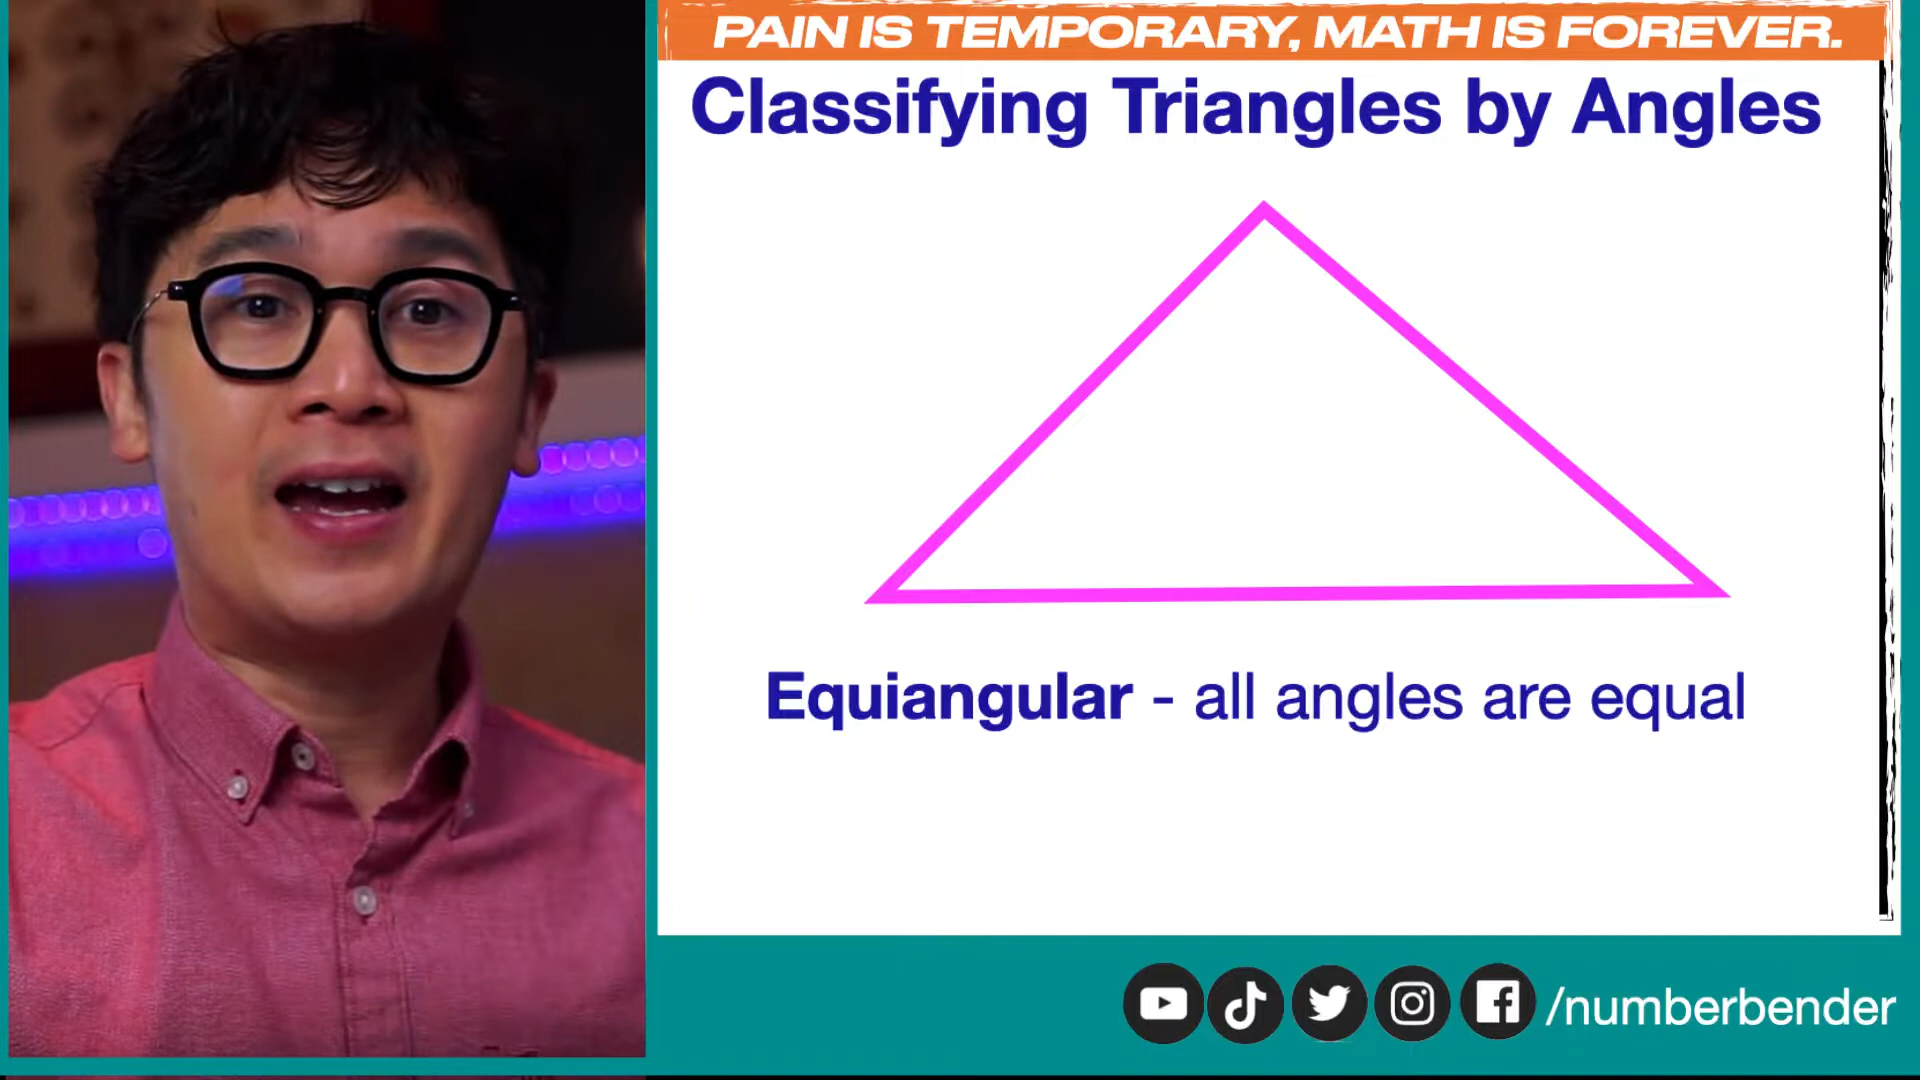 PAIN IS TEMPORARY, MATH IS FOREVER.
Classifying Triangles by Angles
Equiangular - all angles are equal
/numberbender